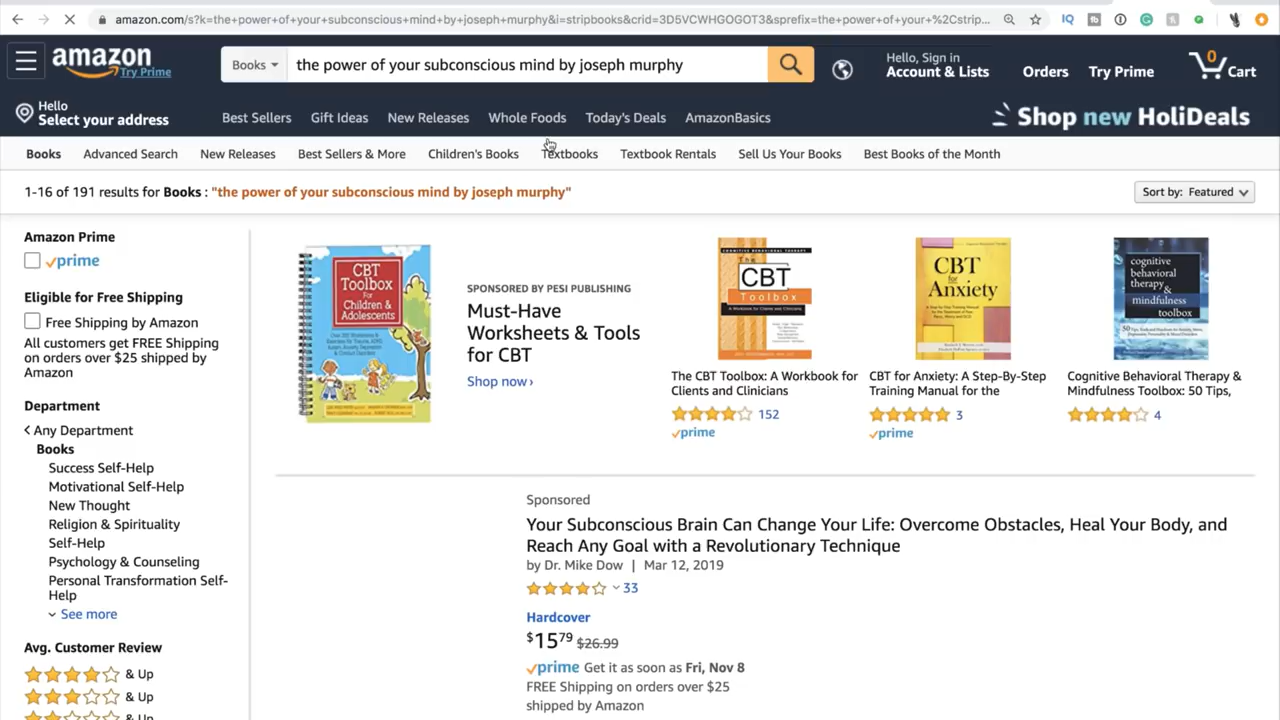 amazon.com/s?k=the+power+of+your+subconscious+mind+by+joseph+murphy&i=stripbooks&crid=3D5VCWHGOGOT3&sprefix=the+power+of+your+%2Cstrip...
amazon
Try Prime
Books
the power of your subconscious mind by joseph murphy
Hello, Sign in
Account & Lists
Orders
Try Prime
0
Cart
Hello
Select your address
Best Sellers
Gift Ideas
New Releases
Whole Foods
Today's Deals
AmazonBasics
Shop new HoliDeals
Books
Advanced Search
New Releases
Best Sellers & More
Children's Books
Textbooks
Textbook Rentals
Sell Us Your Books
Best Books of the Month
1-16 of 191 results for Books : "the power of your subconscious mind by joseph murphy"
Sort by: Featured
Amazon Prime
prime
Eligible for Free Shipping
Free Shipping by Amazon
All customers get FREE Shipping
on orders over $25 shipped by
Amazon
Department
Any Department
Books
Success Self-Help
Motivational Self-Help
New Thought
Religion & Spirituality
Self-Help
Psychology & Counseling
Personal Transformation Self-
Help
See more
Avg. Customer Review
& Up
& Up
& Up
CBT
Toolbox
For
Children &
Adolescents
SPONSORED BY PESI PUBLISHING
Must-Have
Worksheets & Tools
for CBT
Shop now›
COGNITIVE BEHAVIORAL THERAPY
The
CBT
Toolbox
The CBT Toolbox: A Workbook for
Clients and Clinicians
152
prime
CBT
for
Anxiety
CBT for Anxiety: A Step-By-Step
Training Manual for the
3
prime
cognitive
behavioral
therapy
&
mindfulness
toolbox
Cognitive Behavioral Therapy &
Mindfulness Toolbox: 50 Tips,
4
Sponsored
Your Subconscious Brain Can Change Your Life: Overcome Obstacles, Heal Your Body, and
Reach Any Goal with a Revolutionary Technique
by Dr. Mike Dow | Mar 12, 2019
33
Hardcover
$15.79 $26.99
prime Get it as soon as Fri, Nov 8
FREE Shipping on orders over $25
shipped by Amazon